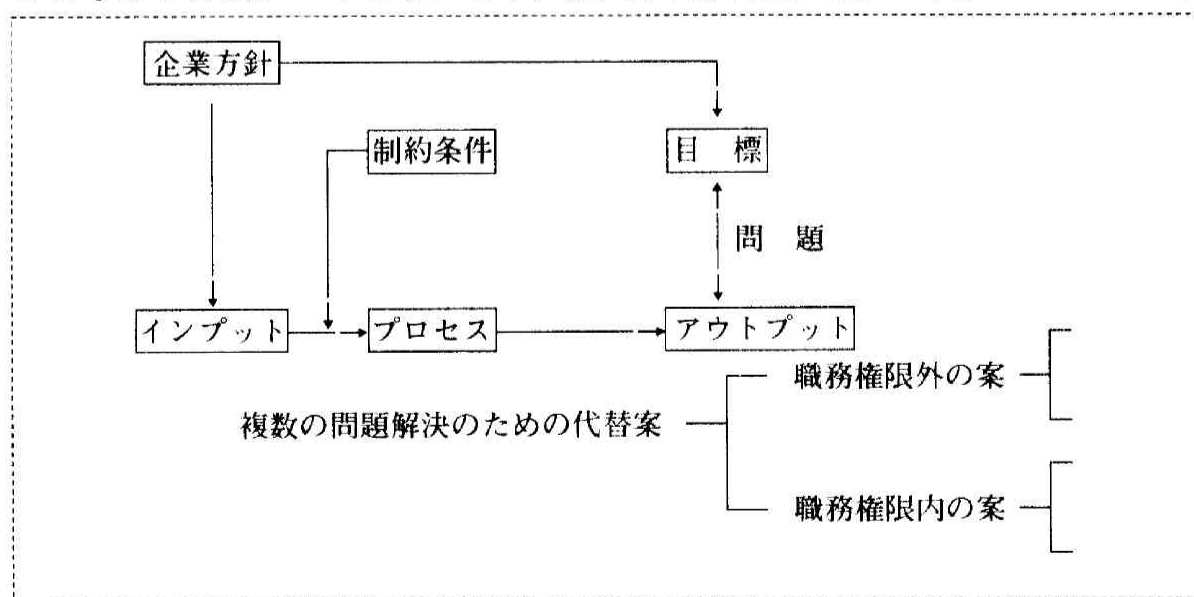 企業方針
制約条件
目 標
問 題
インプット
プロセス
アウトプット
職務権限外の案
複数の問題解決のための代替案
職務権限内の案